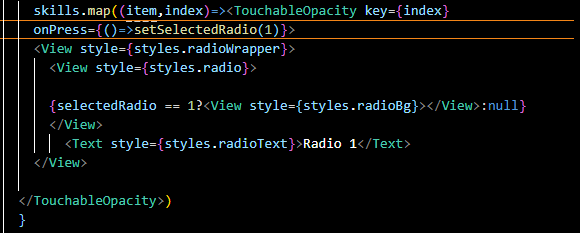 skills.map((item,index)=><TouchableOpacity key={index}
onPress={()=>setSelectedRadio(1)}>
<View style={styles.radioWrapper}>
<View style={styles.radio}>
{selectedRadio == 1?<View style={styles.radioBg}></View>:null}
</View>
<Text style={styles.radioText}>Radio 1</Text>
</View>
</TouchableOpacity>)
}